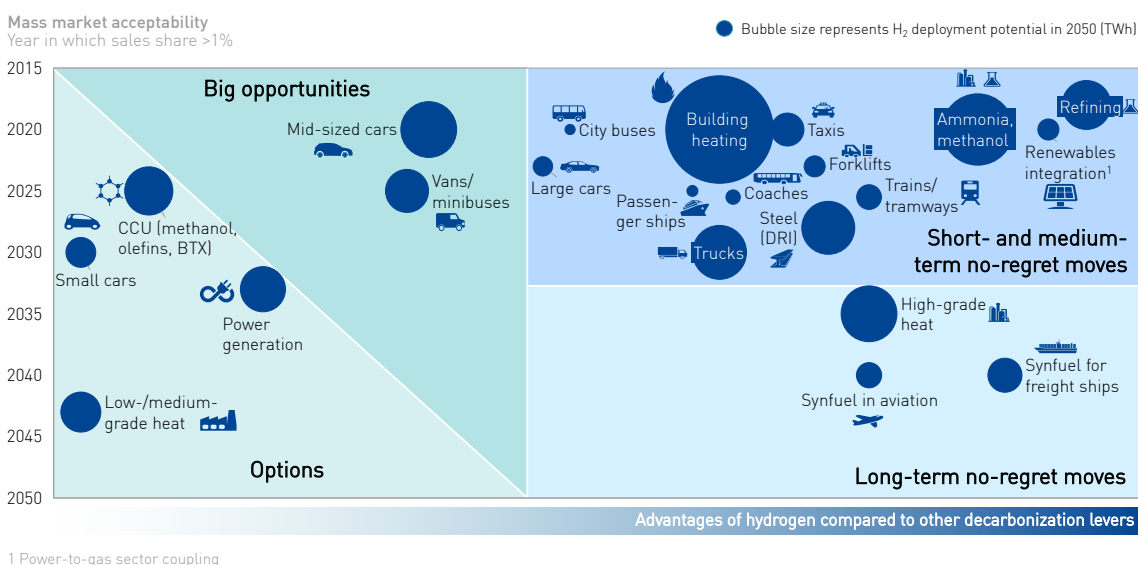 Mass market acceptability
Year in which sales share >1%
Bubble size represents H₂ deployment potential in 2050 (TWh)
2015
2020
2025
2030
2035
2040
2045
2050
Big opportunities
Mid-sized cars
Vans/
minibuses
CCU (methanol,
olefins, BTX)
Small cars
Power
generation
Low-/medium-
grade heat
Options
City buses
Large cars
Building
heating
Taxis
Forklifts
Coaches
Passen-
ger ships
Trucks
Steel
(DRI)
Trains/
tramways
Ammonia,
methanol
Refining
Renewables
integration¹
Short- and medium-
term no-regret moves
High-grade
heat
Synfuel in aviation
Synfuel for
freight ships
Long-term no-regret moves
Advantages of hydrogen compared to other decarbonization levers
1 Power-to-gas sector coupling